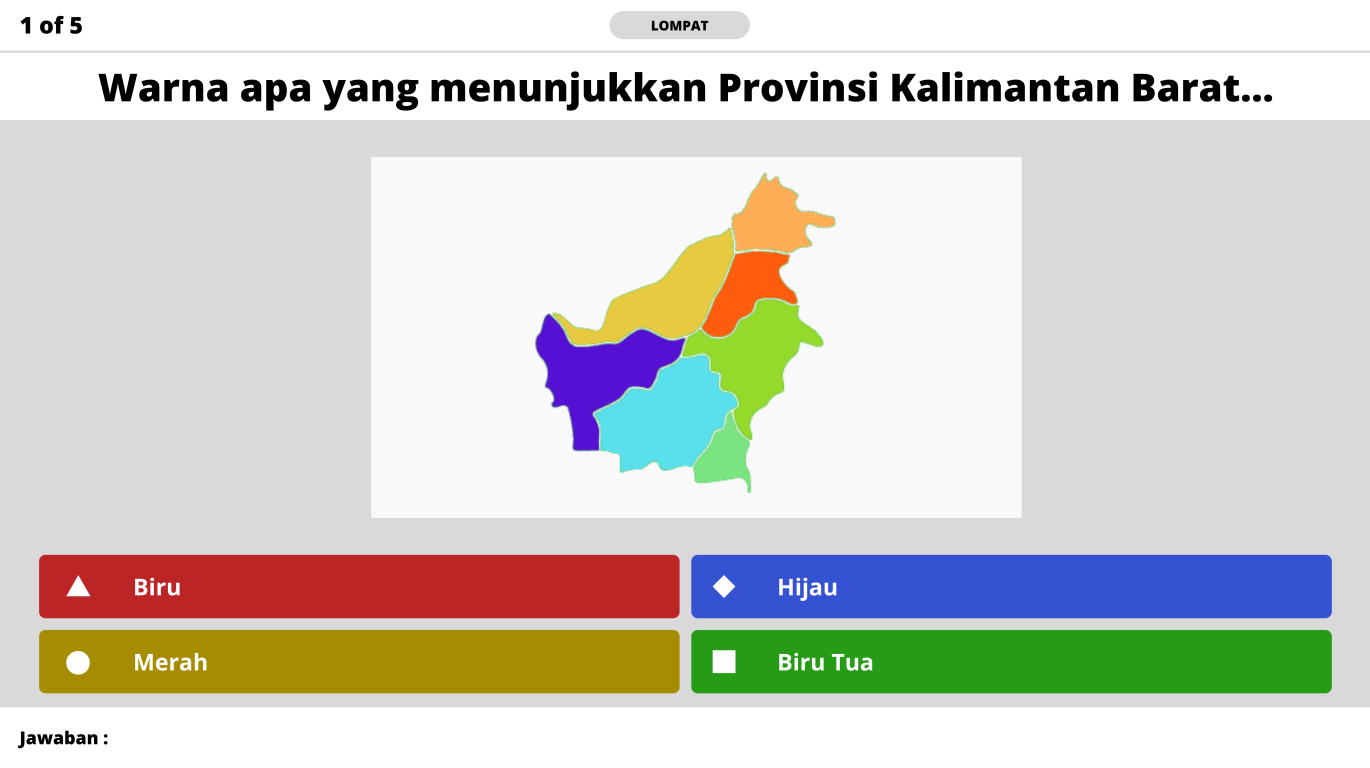 1 of 5
LOMPAT
Warna apa yang menunjukkan Provinsi Kalimantan Barat...
Biru
Hijau
Merah
Biru Tua
Jawaban :